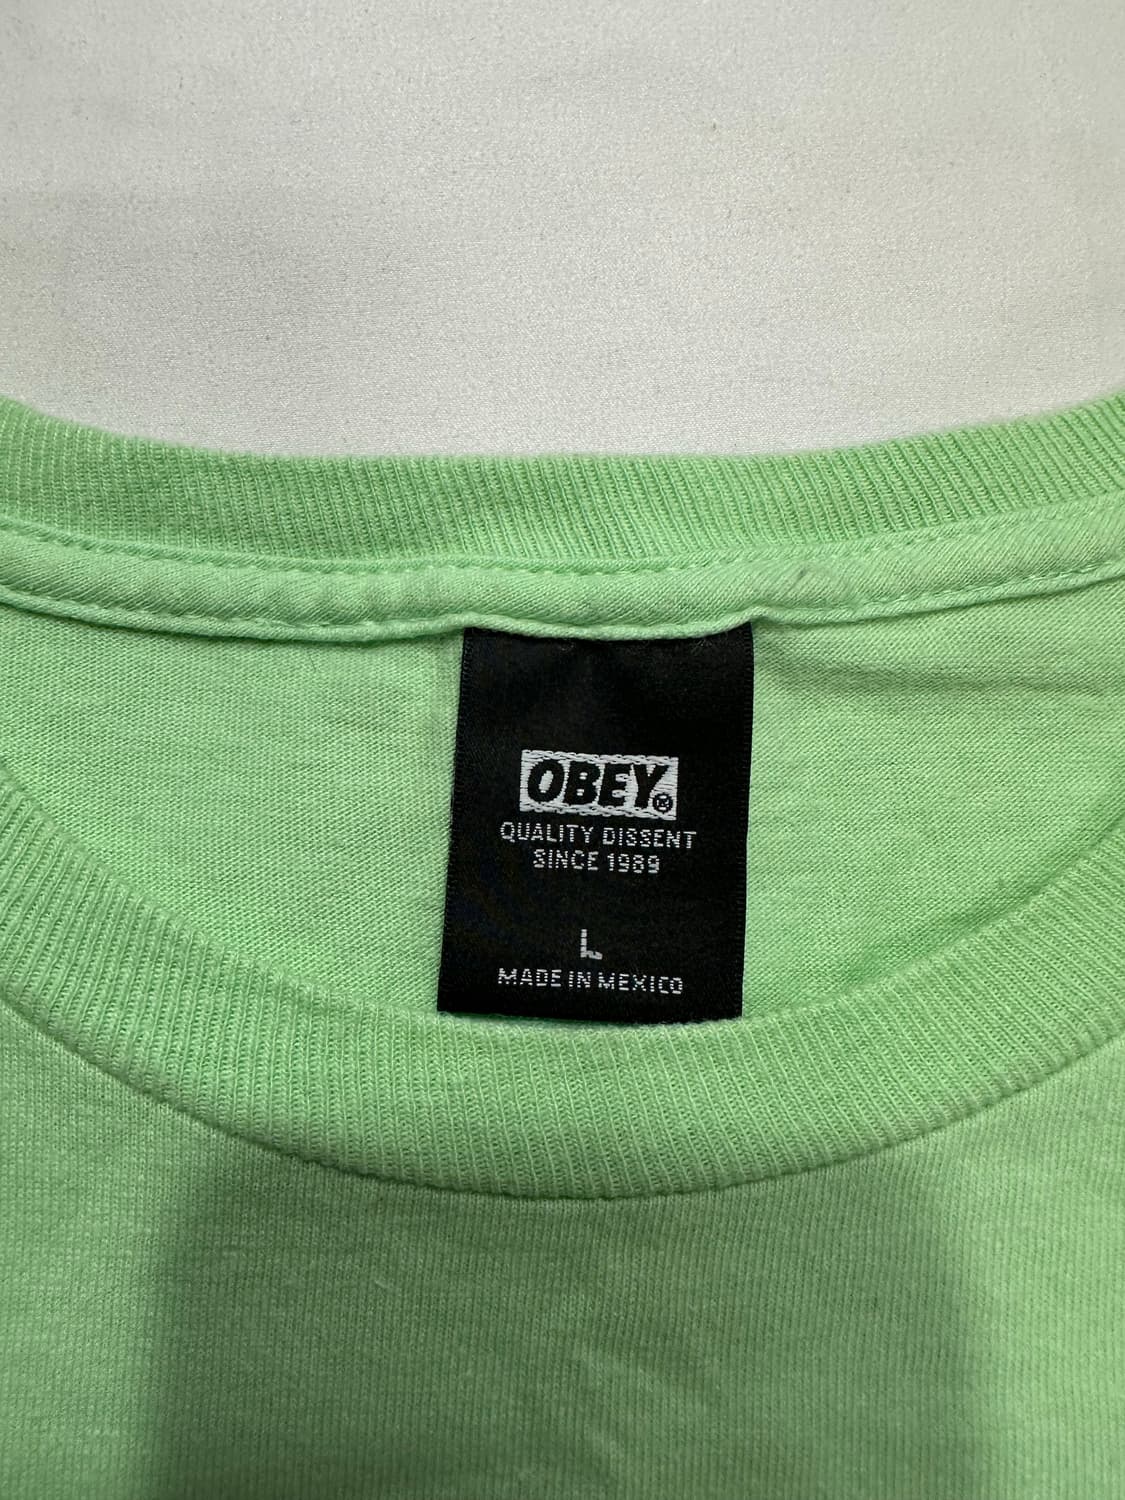 OBEY®
QUALITY DISSENT
SINCE 1989
L
MADE IN MEXICO